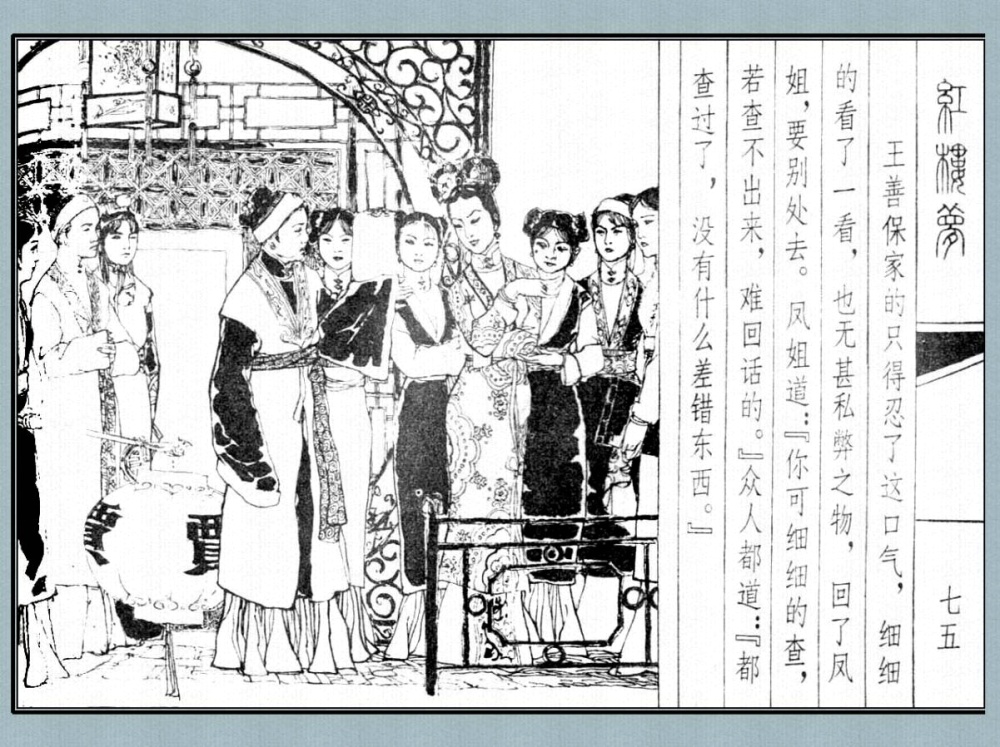 红楼梦
七五
王善保家的只得忍了这口气，细细
的看了一看，也无甚私弊之物，回了凤
姐，要别处去。凤姐道：『你可细细的查，
若查不出来，难回话的。』众人都道：『都
查过了，没有什么差错东西。』